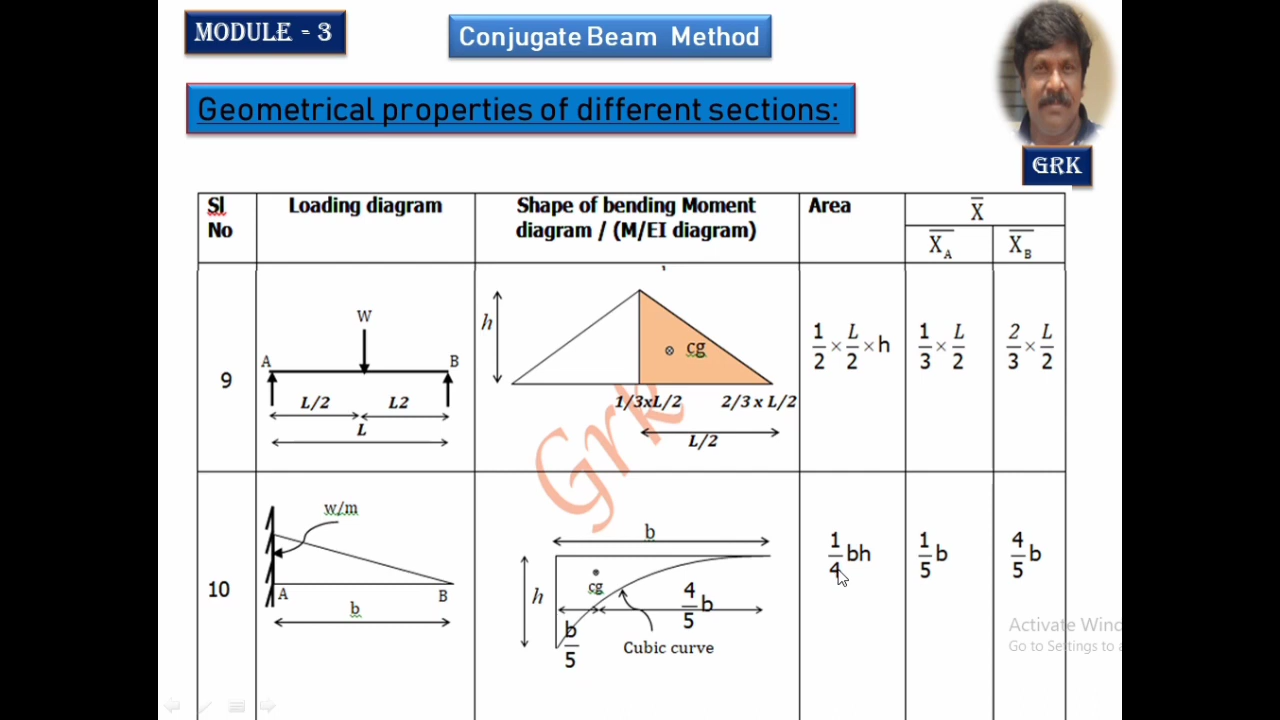 MODULE - 3
Conjugate Beam Method
Geometrical properties of different sections:
GRK
Sl No
Loading diagram
Shape of bending Moment
diagram / (M/EI diagram)
Area
X̅
X̅_A
X̅_B
9
W
A
B
L/2
L2
L
h
cg
1/3xL/2
2/3 x L/2
L/2
1/2 × L/2 × h
1/3 × L/2
2/3 × L/2
Grk
10
w/m
A
B
b
b
h
cg
4/5 b
b/5
Cubic curve
1/4 bh
1/5 b
4/5 b
Activate Winc
Go to Settings to a